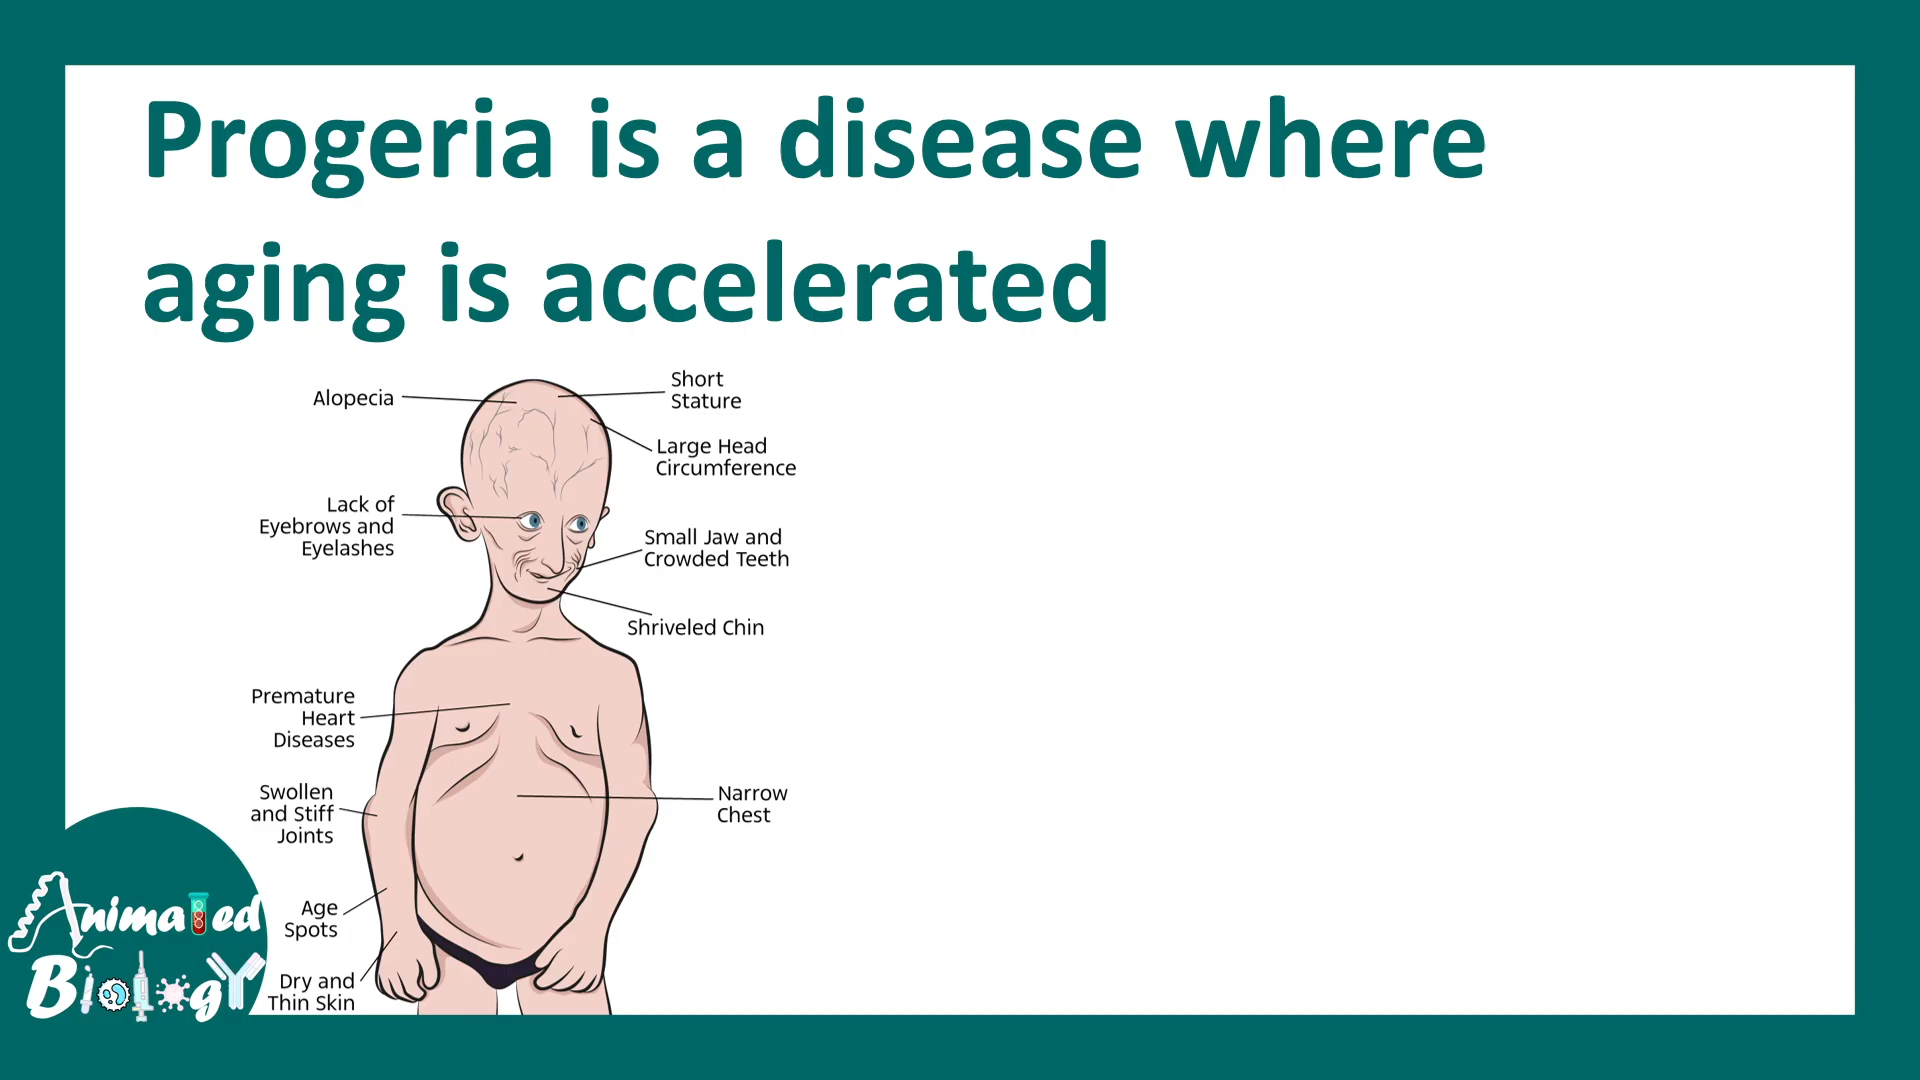 Progeria is a disease where
aging is accelerated
Alopecia
Short
Stature
Large Head
Circumference
Lack of
Eyebrows and
Eyelashes
Small Jaw and
Crowded Teeth
Shriveled Chin
Premature
Heart
Diseases
Swollen
and Stiff
Joints
Narrow
Chest
Age
Spots
Dry and
Thin Skin
Animated
Biology